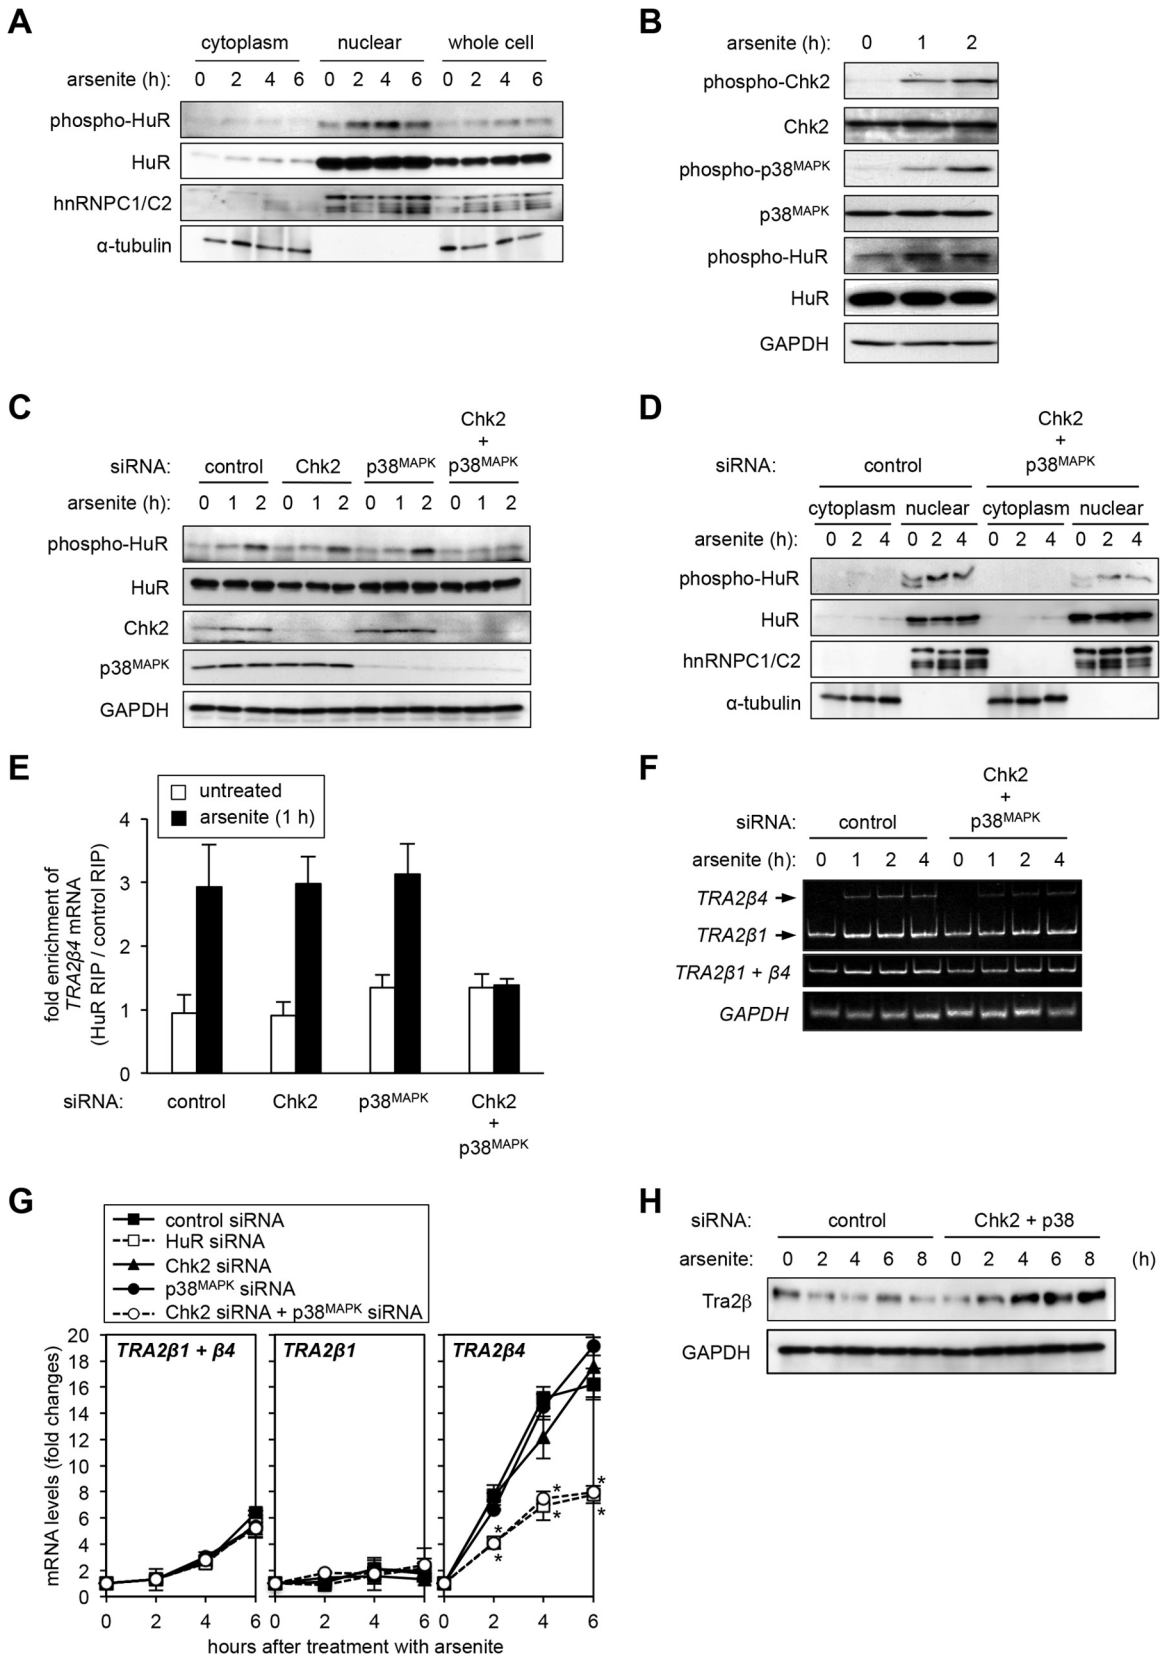 A
cytoplasm nuclear whole cell
arsenite (h): 0 2 4 6 0 2 4 6 0 2 4 6
phospho-HuR
HuR
hnRNPC1/C2
α-tubulin
B
arsenite (h): 0 1 2
phospho-Chk2
Chk2
phospho-p38MAPK
p38MAPK
phospho-HuR
HuR
GAPDH
C
Chk2
+
siRNA: control Chk2 p38MAPK p38MAPK
arsenite (h): 0 1 2 0 1 2 0 1 2 0 1 2
phospho-HuR
HuR
Chk2
p38MAPK
GAPDH
D
Chk2
+
siRNA: control p38MAPK
cytoplasm nuclear cytoplasm nuclear
arsenite (h): 0 2 4 0 2 4 0 2 4 0 2 4
phospho-HuR
HuR
hnRNPC1/C2
α-tubulin
E
untreated
arsenite (1 h)
fold enrichment of
TRA2β4 mRNA
(HuR RIP / control RIP)
4
3
2
1
0
siRNA: control Chk2 p38MAPK Chk2
+
p38MAPK
F
Chk2
+
siRNA: control p38MAPK
arsenite (h): 0 1 2 4 0 1 2 4
TRA2β4
TRA2β1
TRA2β1 + β4
GAPDH
G
control siRNA
HuR siRNA
Chk2 siRNA
p38MAPK siRNA
Chk2 siRNA + p38MAPK siRNA
mRNA levels (fold changes)
20
18
16
14
12
10
8
6
4
2
0
TRA2β1 + β4 TRA2β1 TRA2β4
* *
* *
* *
0 2 4 6 0 2 4 6 0 2 4 6
hours after treatment with arsenite
H
siRNA: control Chk2 + p38
arsenite: 0 2 4 6 8 0 2 4 6 8 (h)
Tra2β
GAPDH